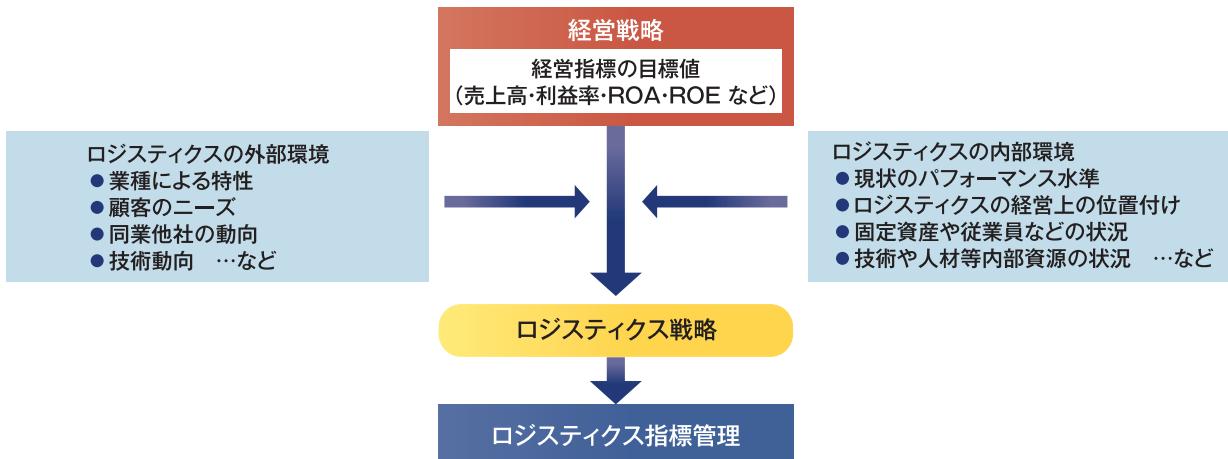 経営戦略
経営指標の目標値
(売上高・利益率・ROA・ROE など)
ロジスティクスの外部環境
●業種による特性
●顧客のニーズ
●同業他社の動向
●技術動向 …など
ロジスティクスの内部環境
●現状のパフォーマンス水準
●ロジスティクスの経営上の位置付け
●固定資産や従業員などの状況
●技術や人材等内部資源の状況 …など
ロジスティクス戦略
ロジスティクス指標管理